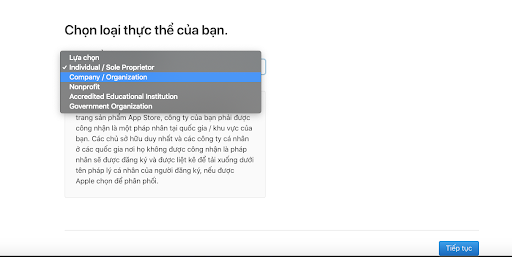 Chọn loại thực thể của bạn.
Lựa chọn
✓ Individual / Sole Proprietor
Company / Organization
Nonprofit
Accredited Educational Institution
Government Organization
trang sản phẩm App Store, công ty của bạn phải được
công nhận là một pháp nhân tại quốc gia / khu vực của
bạn. Các chủ sở hữu duy nhất và các công ty cá nhân
ở các quốc gia nơi họ không được công nhận là pháp
nhân sẽ được đăng ký và được liệt kê để tải xuống dưới
tên pháp lý cá nhân của người đăng ký, nếu được
Apple chọn để phân phối.
Tiếp tục